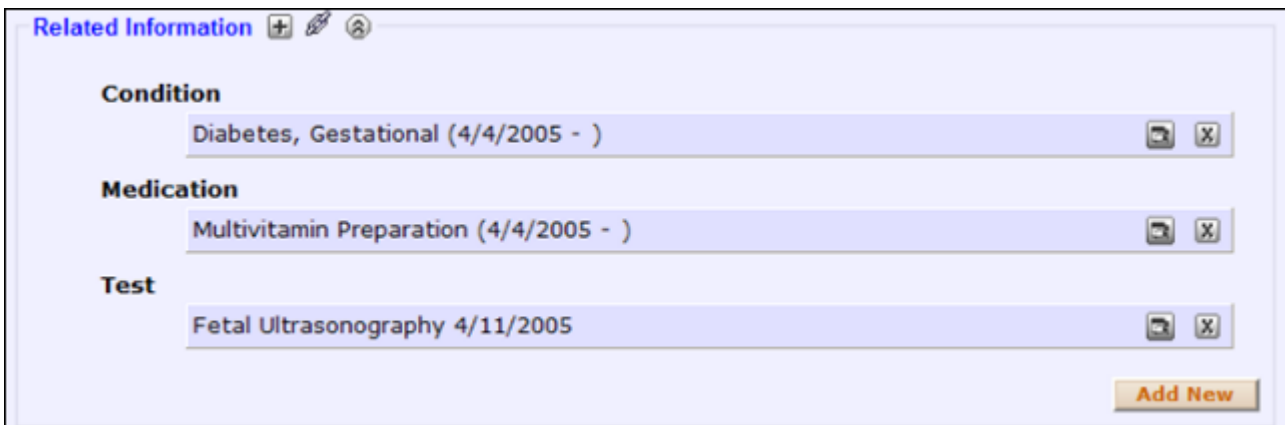 Related Information
Condition
Diabetes, Gestational (4/4/2005 - )
Medication
Multivitamin Preparation (4/4/2005 - )
Test
Fetal Ultrasonography 4/11/2005
Add New